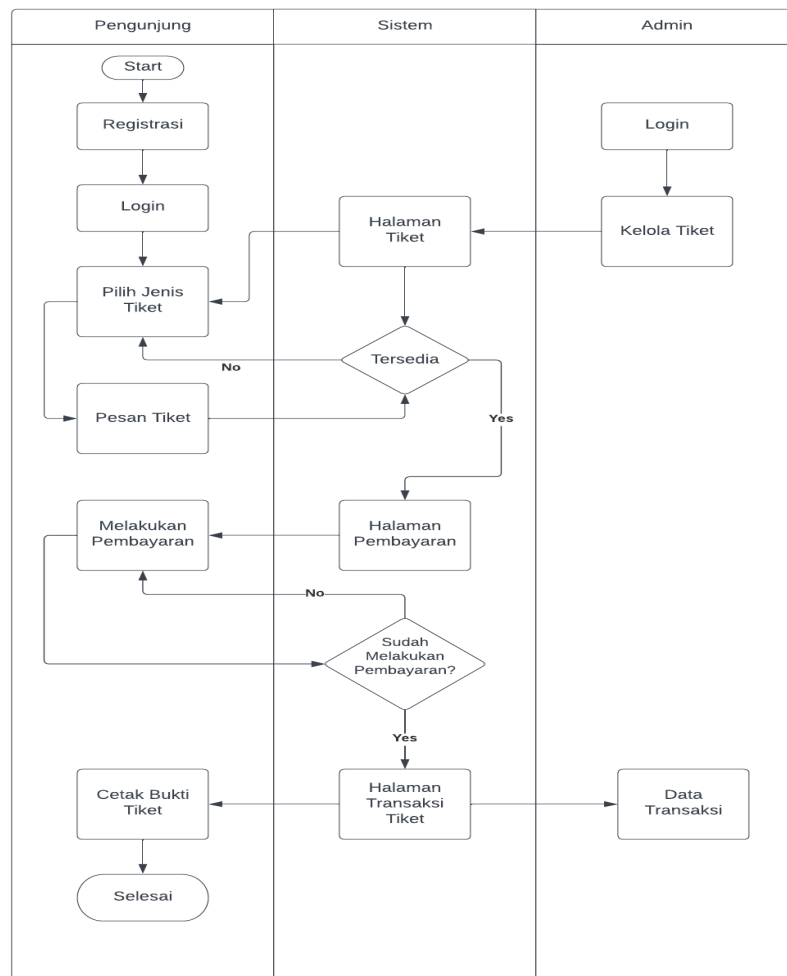 Pengunjung
Sistem
Admin
Start
Registrasi
Login
Login
Halaman
Tiket
Kelola Tiket
Pilih Jenis
Tiket
Tersedia
No
Pesan Tiket
Yes
Melakukan
Pembayaran
Halaman
Pembayaran
No
Sudah
Melakukan
Pembayaran?
Yes
Cetak Bukti
Tiket
Halaman
Transaksi
Tiket
Data
Transaksi
Selesai